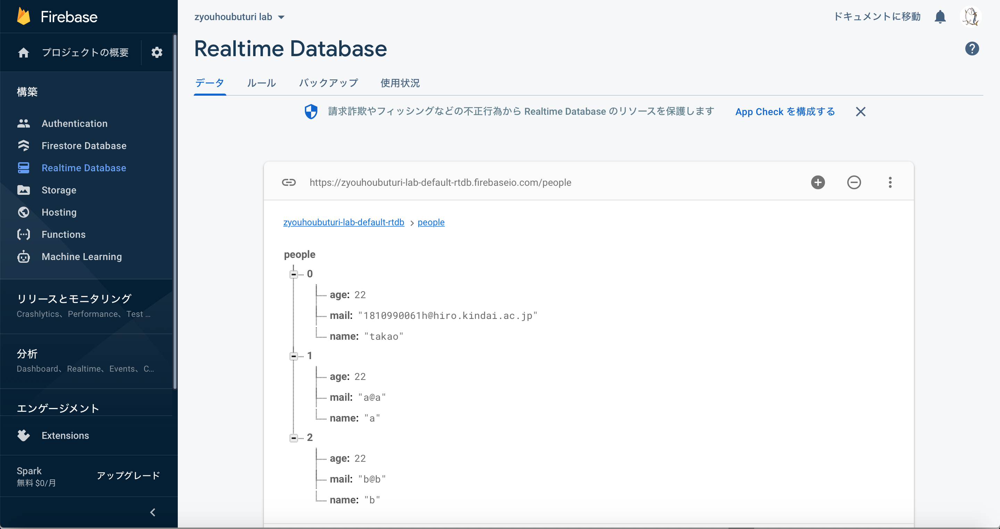 Firebase
プロジェクトの概要
構築
Authentication
Firestore Database
Realtime Database
Storage
Hosting
Functions
Machine Learning
リリースとモニタリング
Crashlytics、Performance、Test ...
分析
Dashboard、Realtime、Events、C...
エンゲージメント
Extensions
Spark
無料 $0/月
アップグレード
zyouhoubuturi lab
ドキュメントに移動
Realtime Database
データ ルール バックアップ 使用状況
請求詐欺やフィッシングなどの不正行為から Realtime Database のリソースを保護します App Check を構成する
https://zyouhoubuturi-lab-default-rtdb.firebaseio.com/people
zyouhoubuturi-lab-default-rtdb > people
people
0
age: 22
mail: "1810990061h@hiro.kindai.ac.jp"
name: "takao"
1
age: 22
mail: "a@a"
name: "a"
2
age: 22
mail: "b@b"
name: "b"